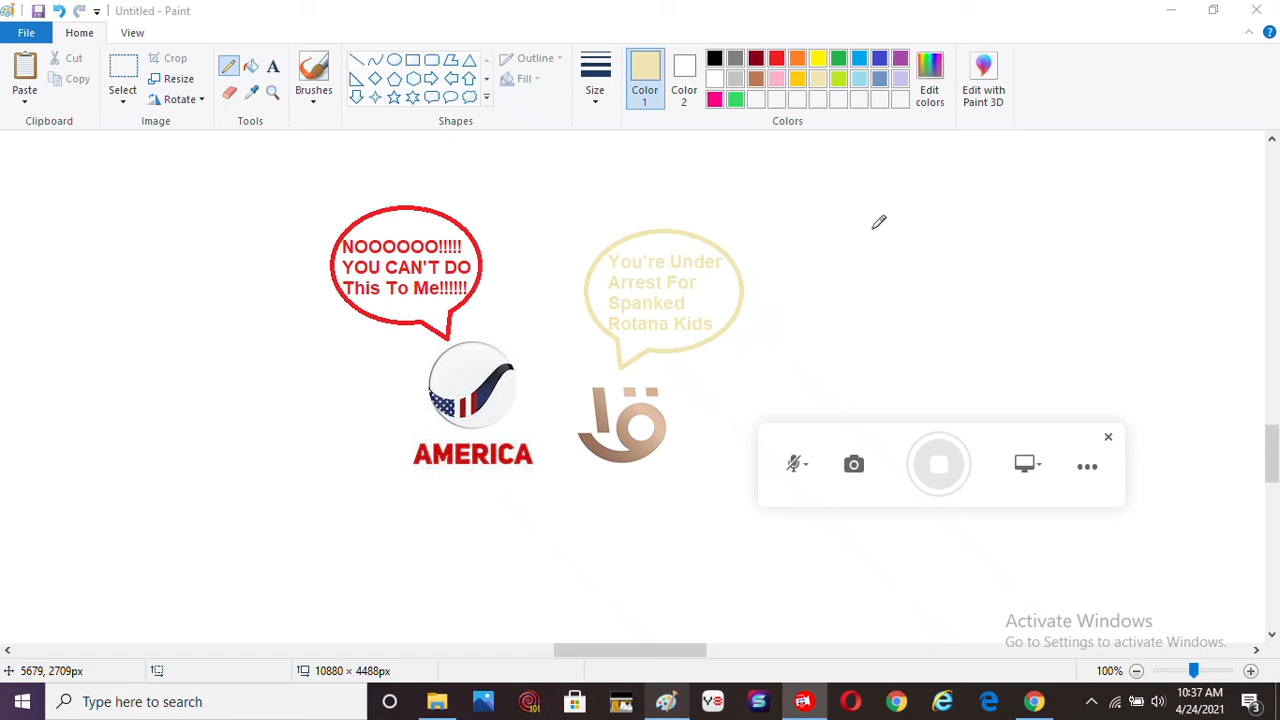 Untitled - Paint
File
Home
View
Paste
Cut
Copy
Clipboard
Select
Crop
Resize
Rotate
Image
Tools
Brushes
Outline
Fill
Shapes
Size
Color
1
Color
2
Edit
colors
Colors
Edit with
Paint 3D
NOOOOOO!!!!!
YOU CAN'T DO
This To Me!!!!!!
You're Under
Arrest For
Spanked
Rotana Kids
AMERICA
Activate Windows
Go to Settings to activate Windows.
5679, 2709px
10880 × 4488px
100%
Type here to search
101
10:37 AM
4/24/2021
3